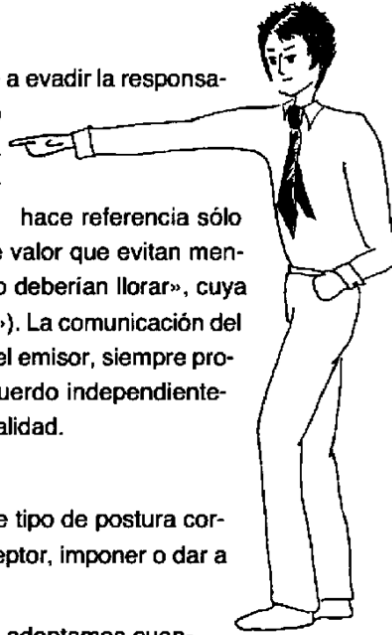 a evadir la responsa-
hace referencia sólo
valor que evitan men-
deberían llorar», cuya
»). La comunicación del
el emisor, siempre pro-
uerdo independiente-
alidad.
tipo de postura cor-
eptor, imponer o dar a
adoptamos cuan-